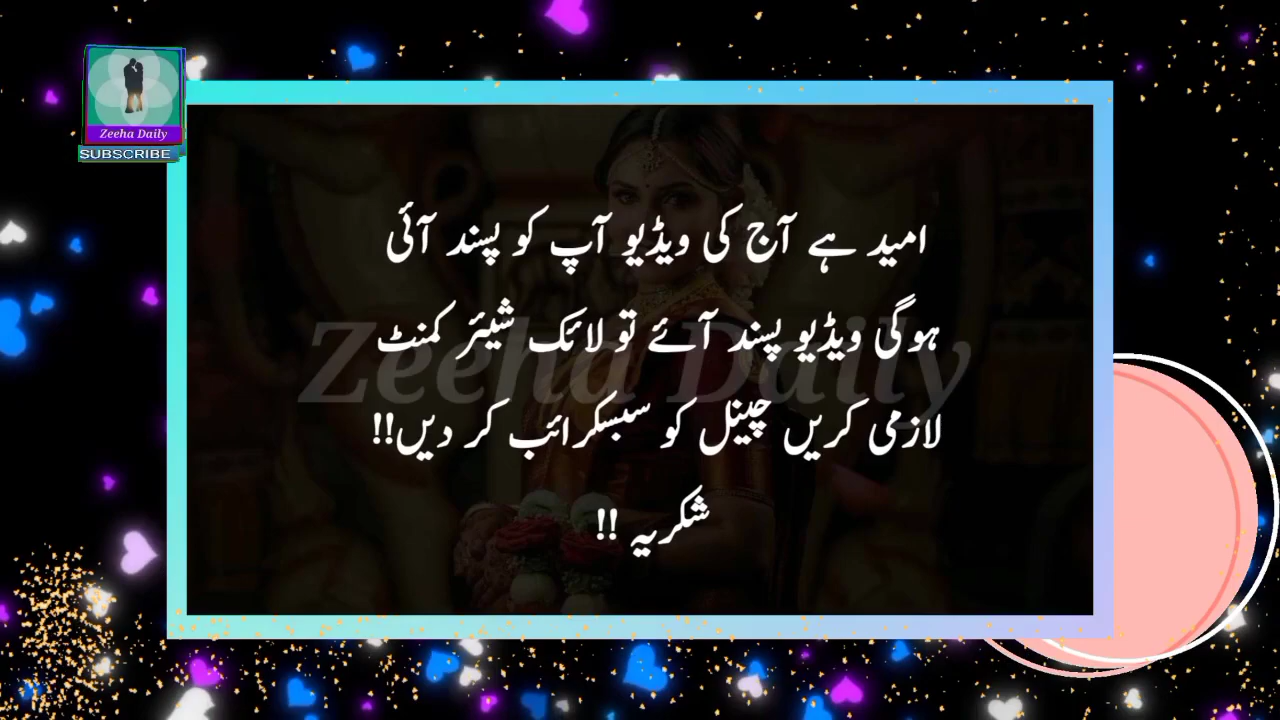 Zeeha Daily
SUBSCRIBE
امید ہے آج کی ویڈیو آپ کو پسند آئی
ہوگی ویڈیو پسند آئے تو لائک شیئر کمنٹ
Zeeha Daily
لازمی کریں چینل کو سبسکرائب کر دیں!!
شکریہ !!